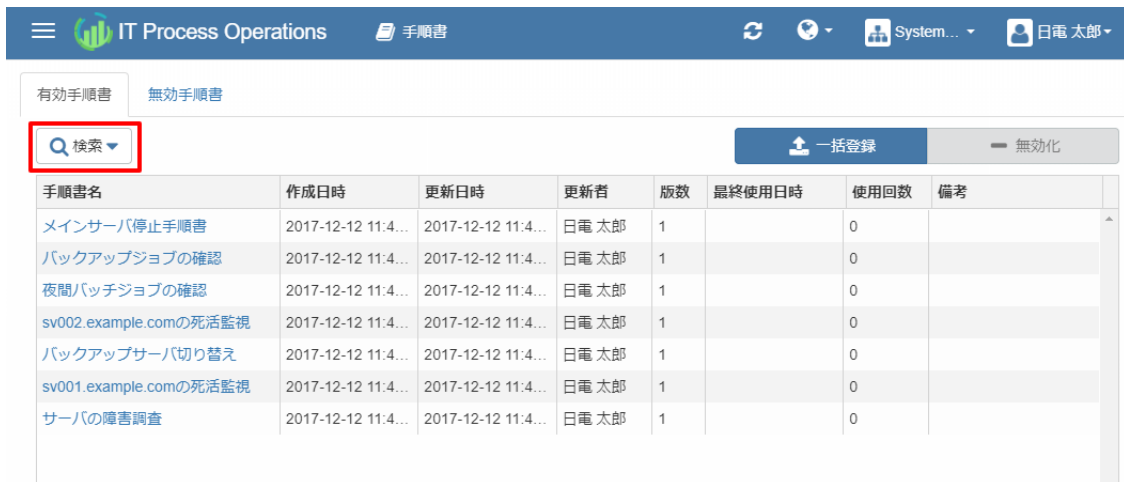 IT Process Operations 手順書 System... 日電 太郎
有効手順書 無効手順書
検索 一括登録 無効化
手順書名 作成日時 更新日時 更新者 版数 最終使用日時 使用回数 備考
メインサーバ停止手順書 2017-12-12 11:4... 2017-12-12 11:4... 日電 太郎 1 0
バックアップジョブの確認 2017-12-12 11:4... 2017-12-12 11:4... 日電 太郎 1 0
夜間バッチジョブの確認 2017-12-12 11:4... 2017-12-12 11:4... 日電 太郎 1 0
sv002.example.comの死活監視 2017-12-12 11:4... 2017-12-12 11:4... 日電 太郎 1 0
バックアップサーバ切り替え 2017-12-12 11:4... 2017-12-12 11:4... 日電 太郎 1 0
sv001.example.comの死活監視 2017-12-12 11:4... 2017-12-12 11:4... 日電 太郎 1 0
サーバの障害調査 2017-12-12 11:4... 2017-12-12 11:4... 日電 太郎 1 0